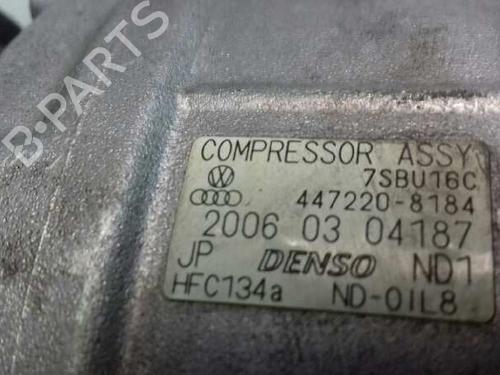 B-PARTS
COMPRESSOR ASSY
7SBU16C
447220-8184
2006 03 04187
JP DENSO ND1
HFC134a ND-OIL8